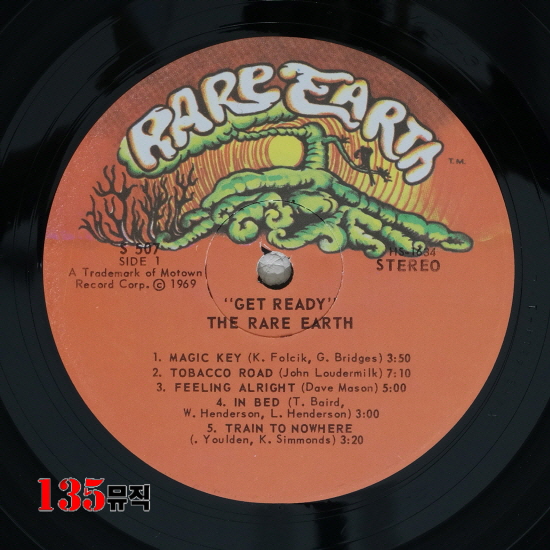 RARE EARTH
T.M.
S 507
SIDE 1
HS-1884
STEREO
A Trademark of Motown
Record Corp. © 1969
"GET READY"
THE RARE EARTH
1. MAGIC KEY (K. Folcik, G. Bridges) 3:50
2. TOBACCO ROAD (John Loudermilk) 7:10
3. FEELING ALRIGHT (Dave Mason) 5:00
4. IN BED (T. Baird,
W. Henderson, L. Henderson) 3:00
5. TRAIN TO NOWHERE
(. Youlden, K. Simmonds) 3:20
135뮤직